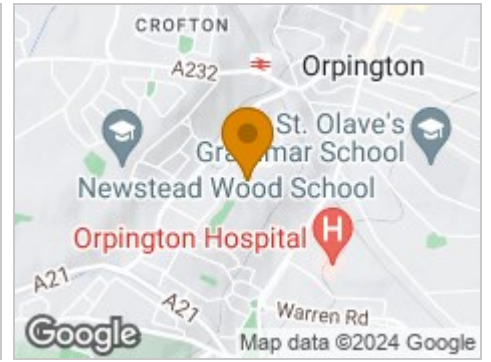 CROFTON
A232
Orpington
St. Olave's
Grammar School
Newstead Wood School
Orpington Hospital
H
A21
A21
Warren Rd
Google
Map data ©2024 Google